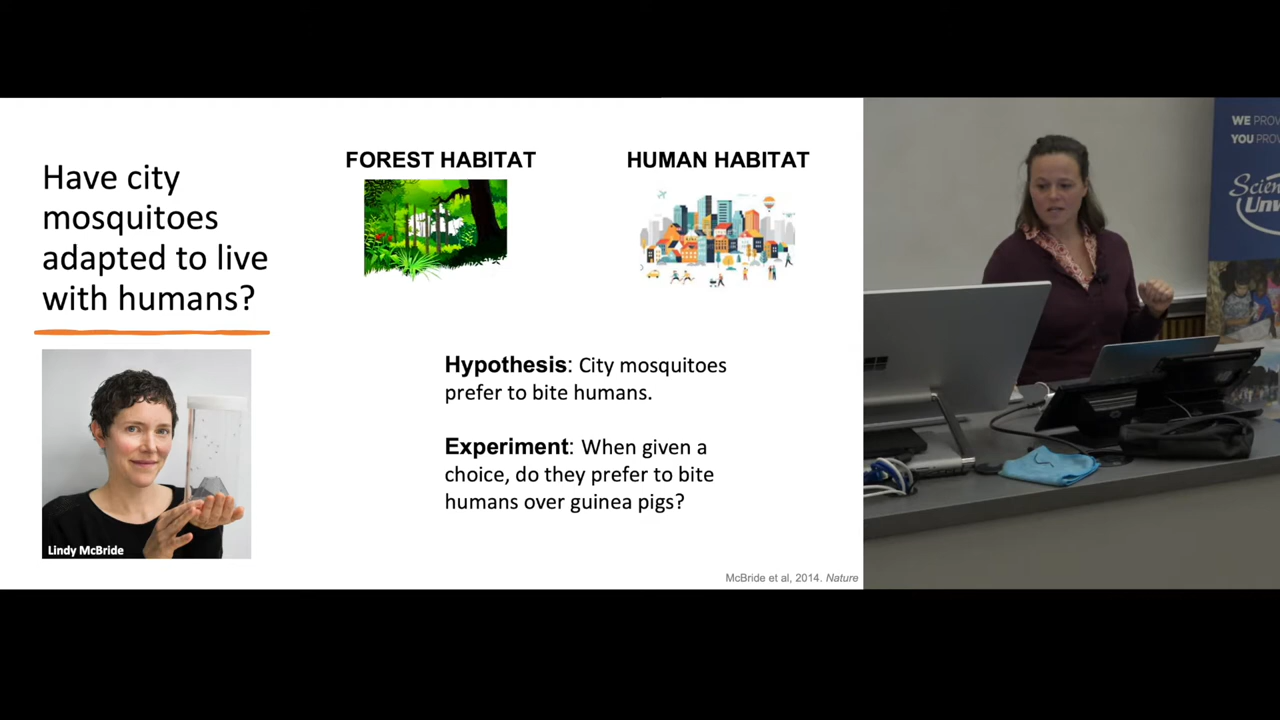 Have city
mosquitoes
adapted to live
with humans?
Lindy McBride
FOREST HABITAT
HUMAN HABITAT
Hypothesis: City mosquitoes
prefer to bite humans.
Experiment: When given a
choice, do they prefer to bite
humans over guinea pigs?
McBride et al, 2014. Nature
WE PROV
YOU PROV